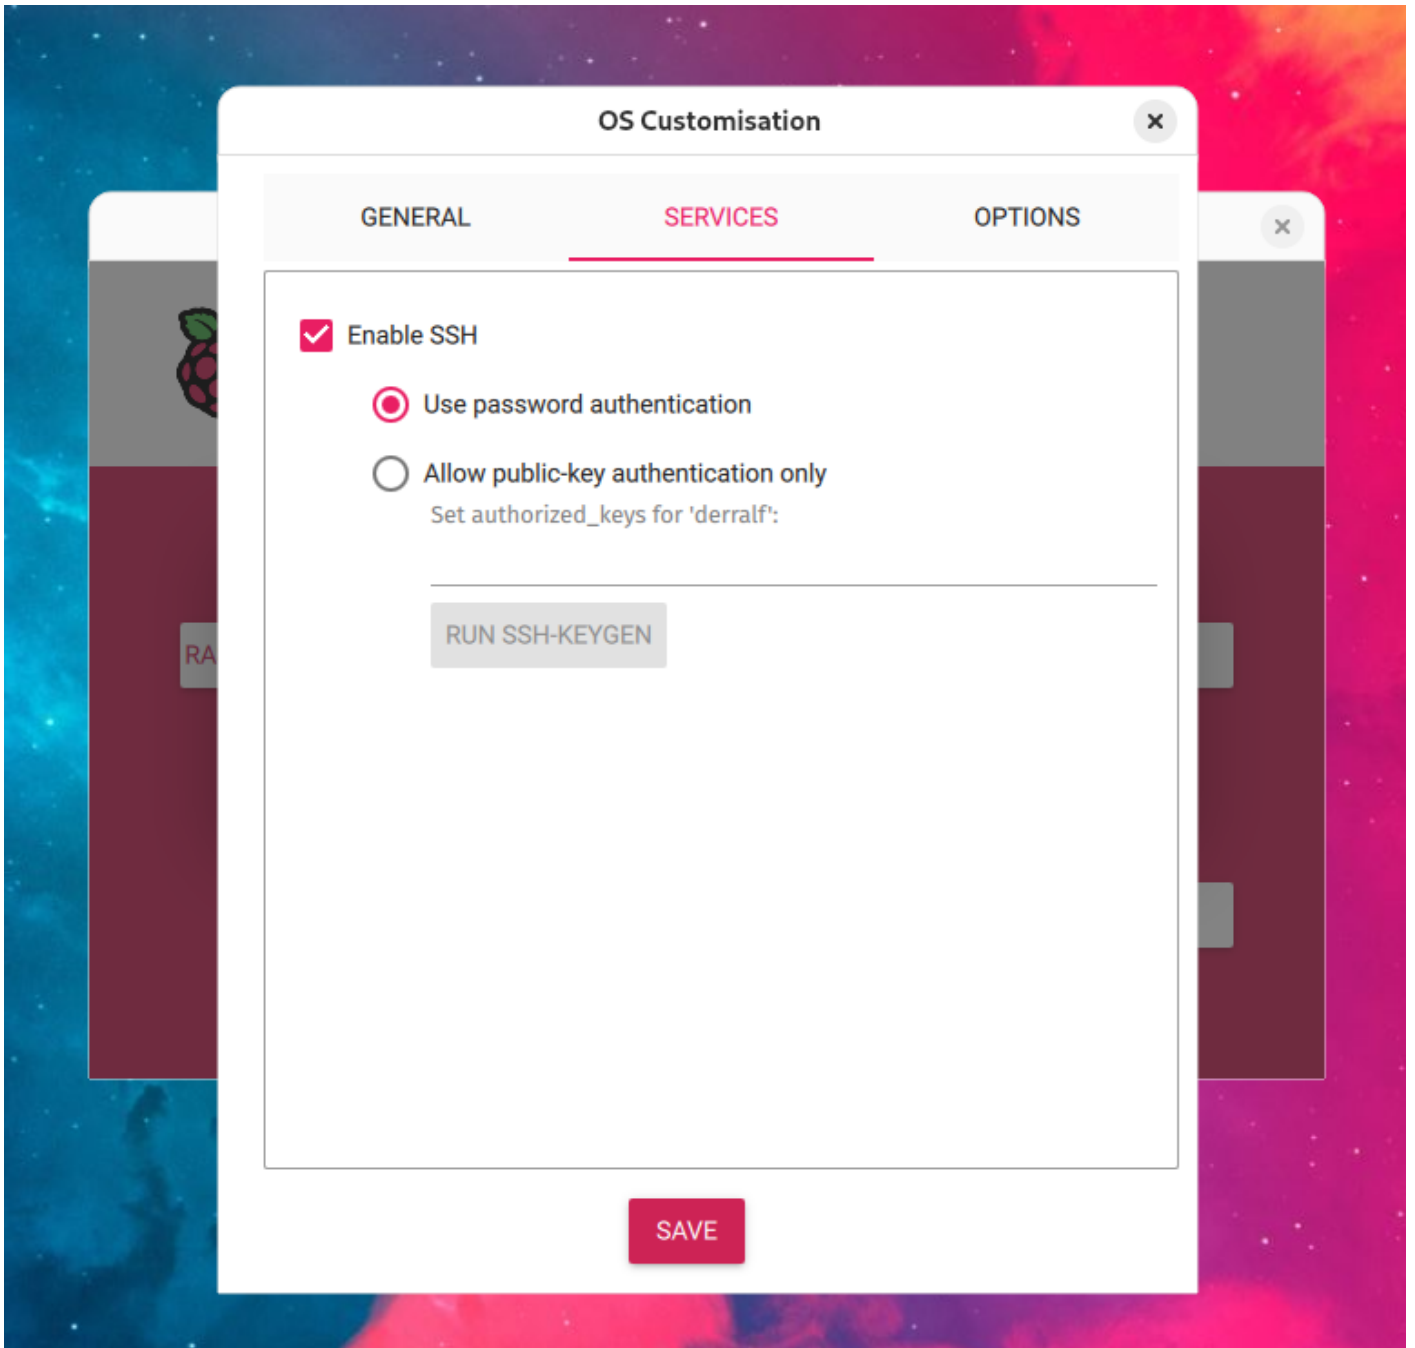 OS Customisation
GENERAL
SERVICES
OPTIONS
Enable SSH
Use password authentication
Allow public-key authentication only
Set authorized_keys for 'derralf':
RUN SSH-KEYGEN
RA
SAVE